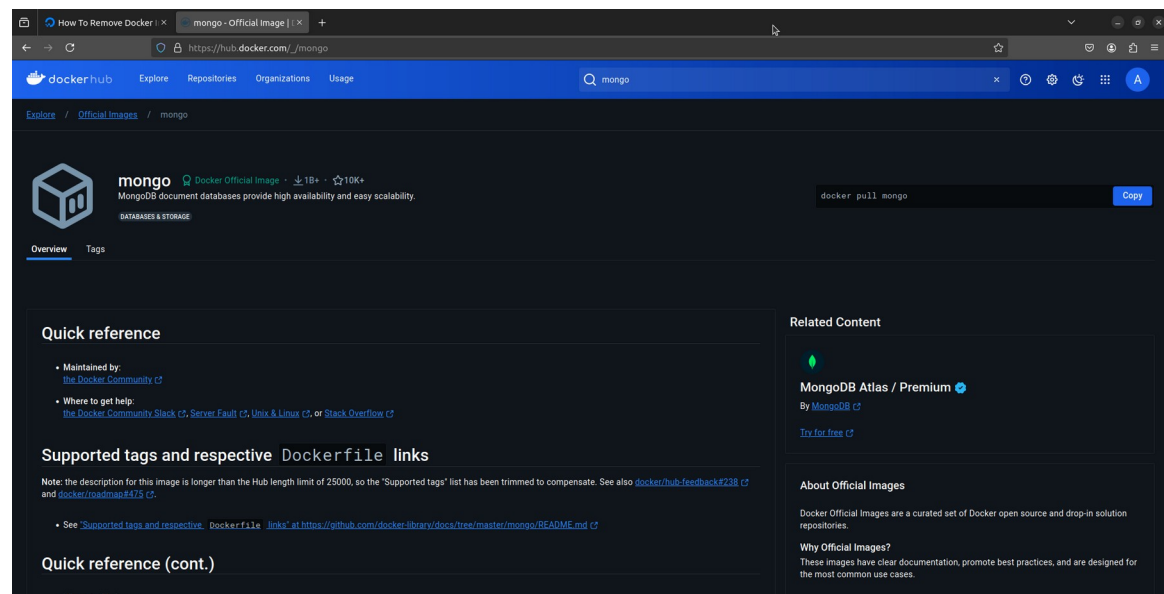 How To Remove Docker I
mongo - Official Image |
https://hub.docker.com/_/mongo
dockerhub
Explore
Repositories
Organizations
Usage
mongo
A
Explore / Official Images / mongo
mongo
Docker Official Image · 1B+ · 10K+
MongoDB document databases provide high availability and easy scalability.
DATABASES & STORAGE
docker pull mongo
Copy
Overview
Tags
Quick reference
• Maintained by:
the Docker Community
• Where to get help:
the Docker Community Slack, Server Fault, Unix & Linux, or Stack Overflow
Supported tags and respective Dockerfile links
Note: the description for this image is longer than the Hub length limit of 25000, so the "Supported tags" list has been trimmed to compensate. See also docker/hub-feedback#238
and docker/roadmap#475.
• See "Supported tags and respective Dockerfile links" at https://github.com/docker-library/docs/tree/master/mongo/README.md
Quick reference (cont.)
Related Content
MongoDB Atlas / Premium
By MongoDB
Try for free
About Official Images
Docker Official Images are a curated set of Docker open source and drop-in solution
repositories.
Why Official Images?
These images have clear documentation, promote best practices, and are designed for
the most common use cases.